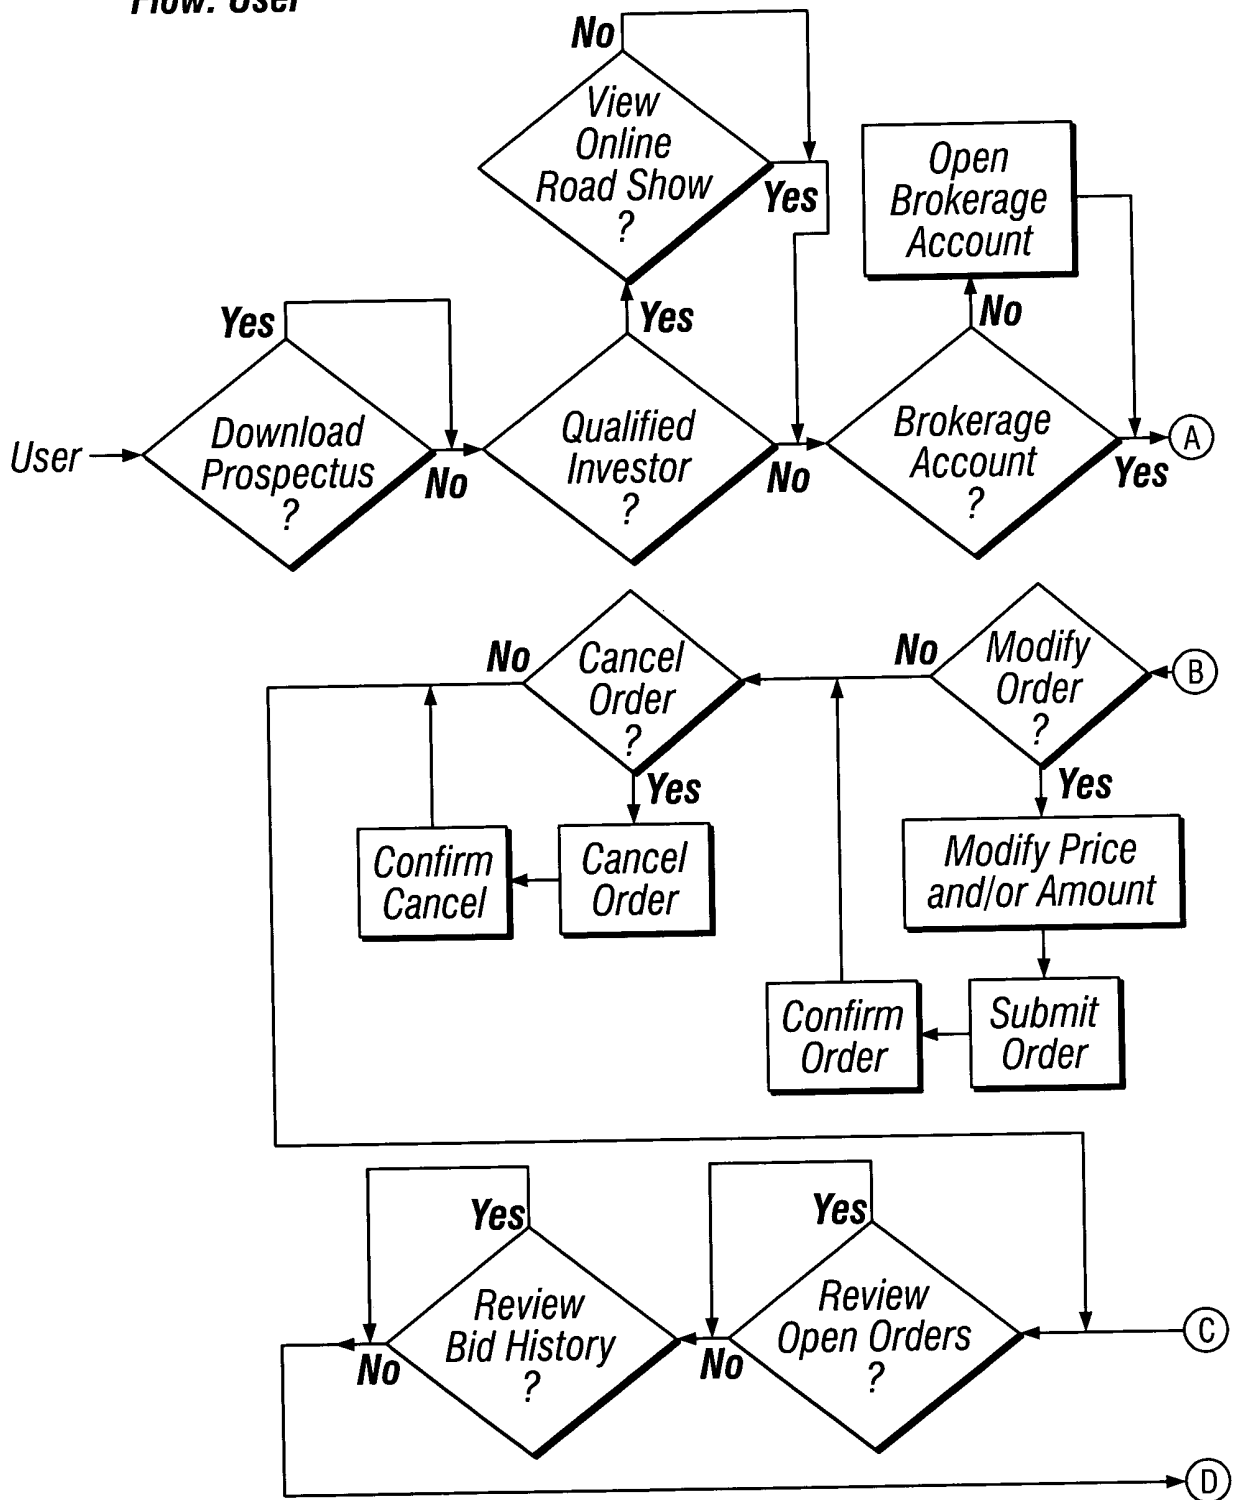 Flow: User
No
View
Online
Road Show
?
Yes
Open
Brokerage
Account
Yes
Yes
No
User
Download
Prospectus
?
No
Qualified
Investor
?
No
Brokerage
Account
?
Yes
A
No
Cancel
Order
?
Yes
No
Modify
Order
?
B
Yes
Confirm
Cancel
Cancel
Order
Modify Price
and/or Amount
Confirm
Order
Submit
Order
Yes
Review
Bid History
?
No
Yes
Review
Open Orders
?
No
C
D